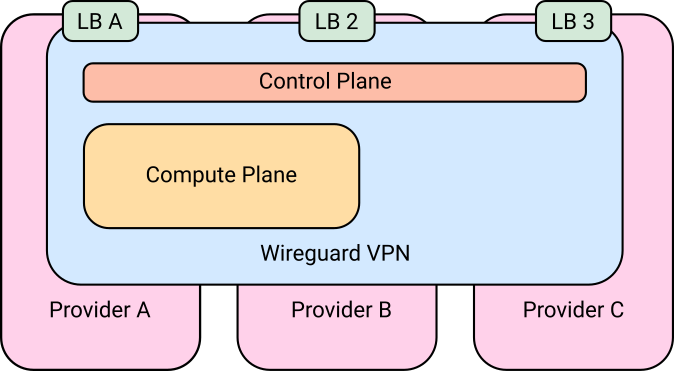 LB A
LB 2
LB 3
Control Plane
Compute Plane
Wireguard VPN
Provider A
Provider B
Provider C